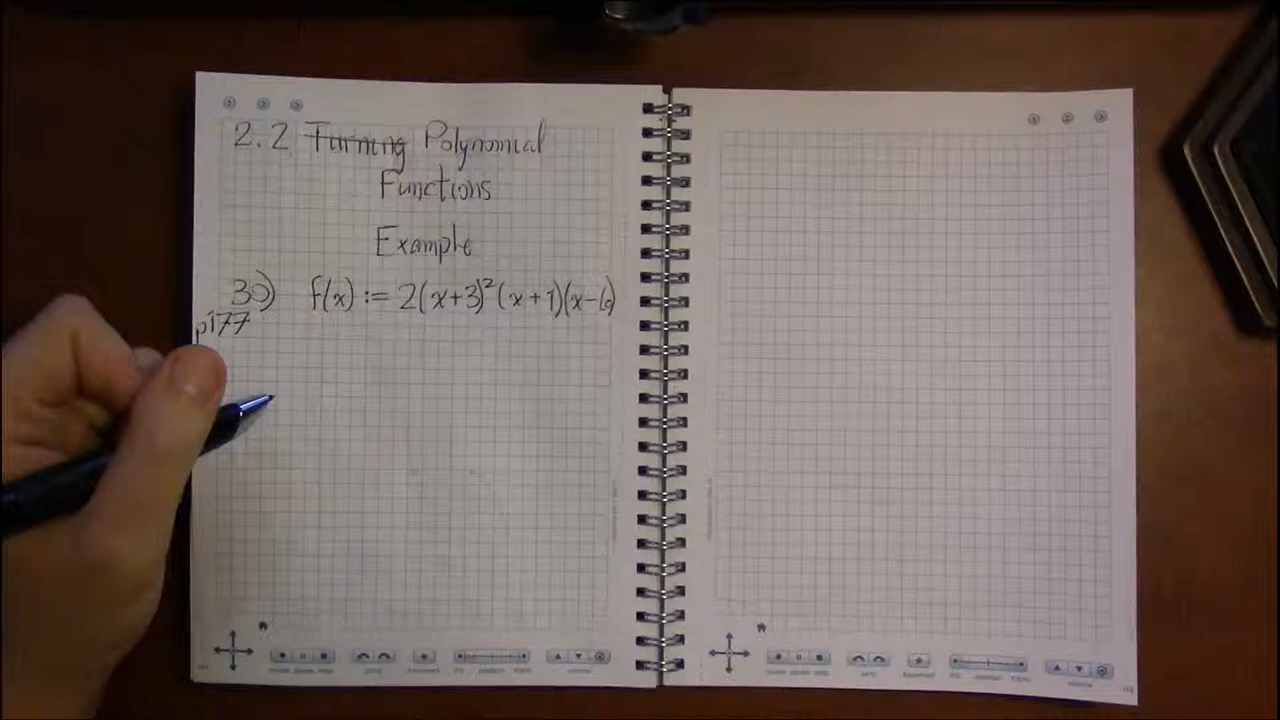 2.2 Turning Polynomial
Functions
Example
30) f(x) := 2(x+3)²(x+1)(x-6)
p177